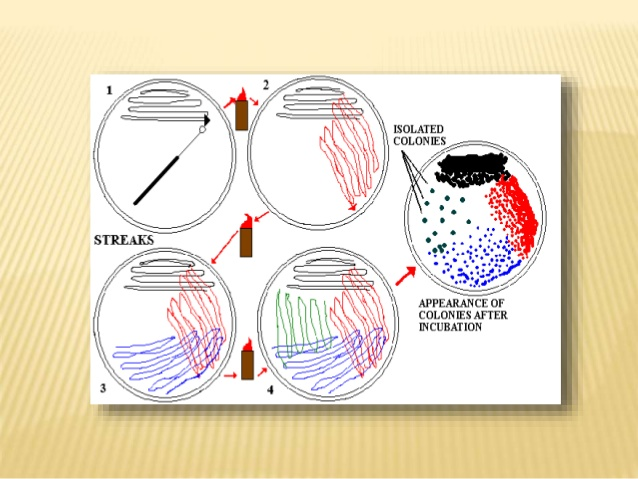 1
2
ISOLATED
COLONIES
STREAKS
3
4
APPEARANCE OF
COLONIES AFTER
INCUBATION